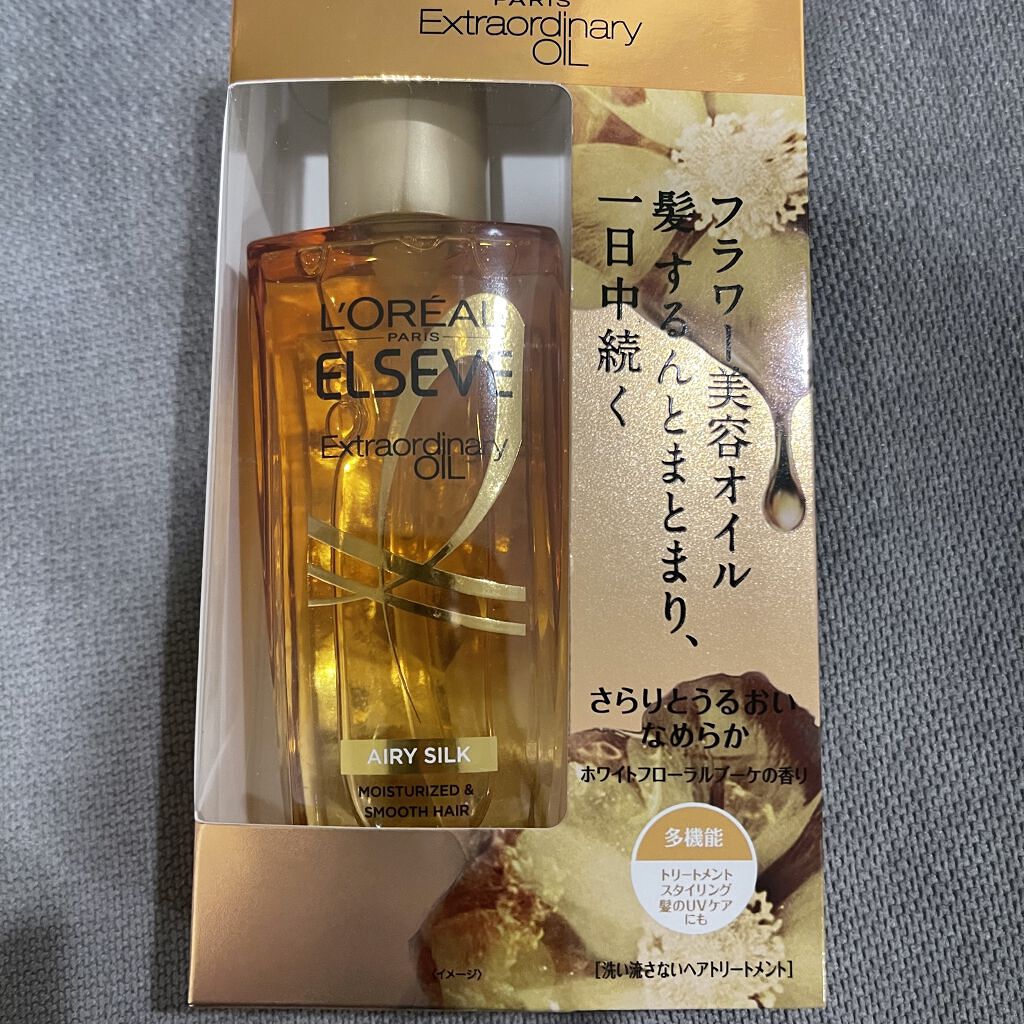 PARIS
Extraordinary
OIL
L'ORÉAL
PARIS
ELSEVE
Extraordinary
OIL
AIRY SILK
MOISTURIZED &
SMOOTH HAIR
フラワー美容オイル
髪するんとまとまり、
一日中続く
さらりとうるおい
なめらか
ホワイトフローラルブーケの香り
多機能
トリートメント
スタイリング
髪のUVケア
にも
〈イメージ〉
[洗い流さないヘアトリートメント]